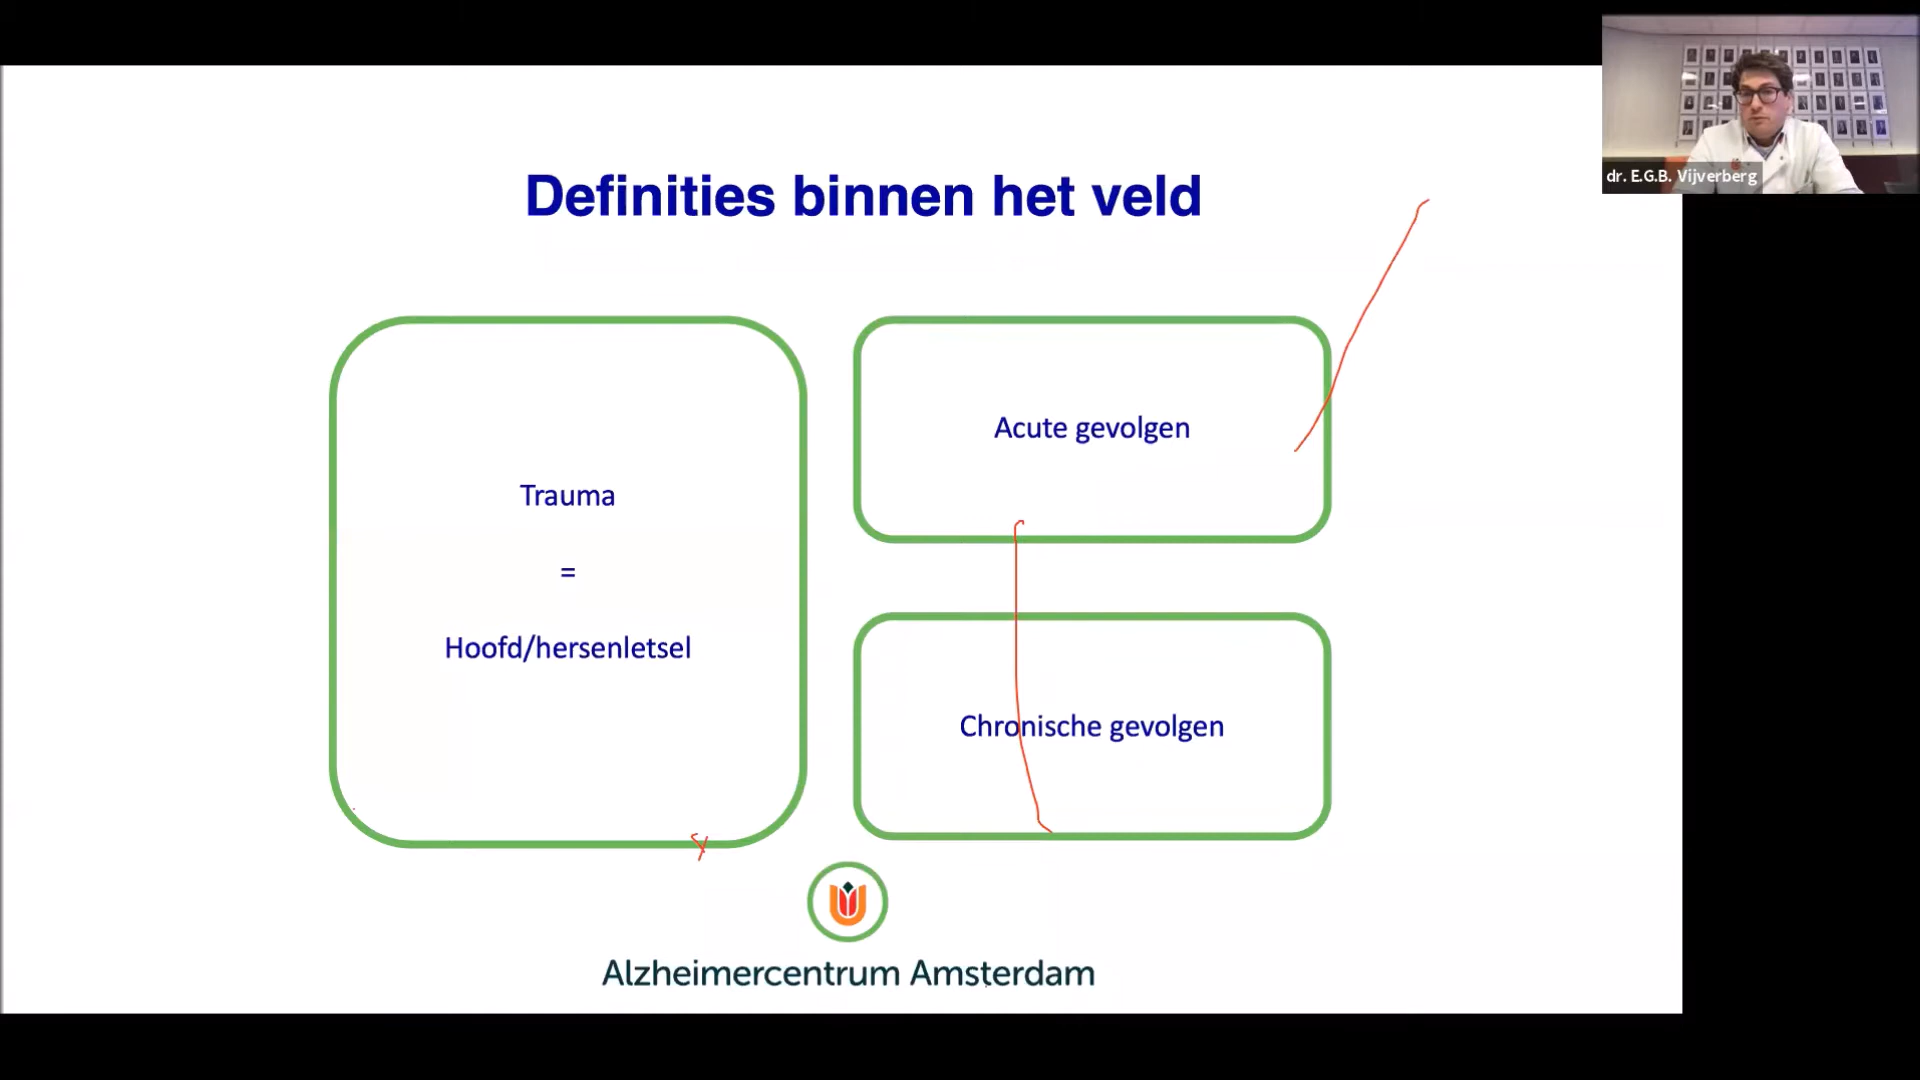 dr. E.G.B. Vijverberg
Definities binnen het veld
Trauma
=
Hoofd/hersenletsel
Acute gevolgen
Chronische gevolgen
Alzheimercentrum Amsterdam